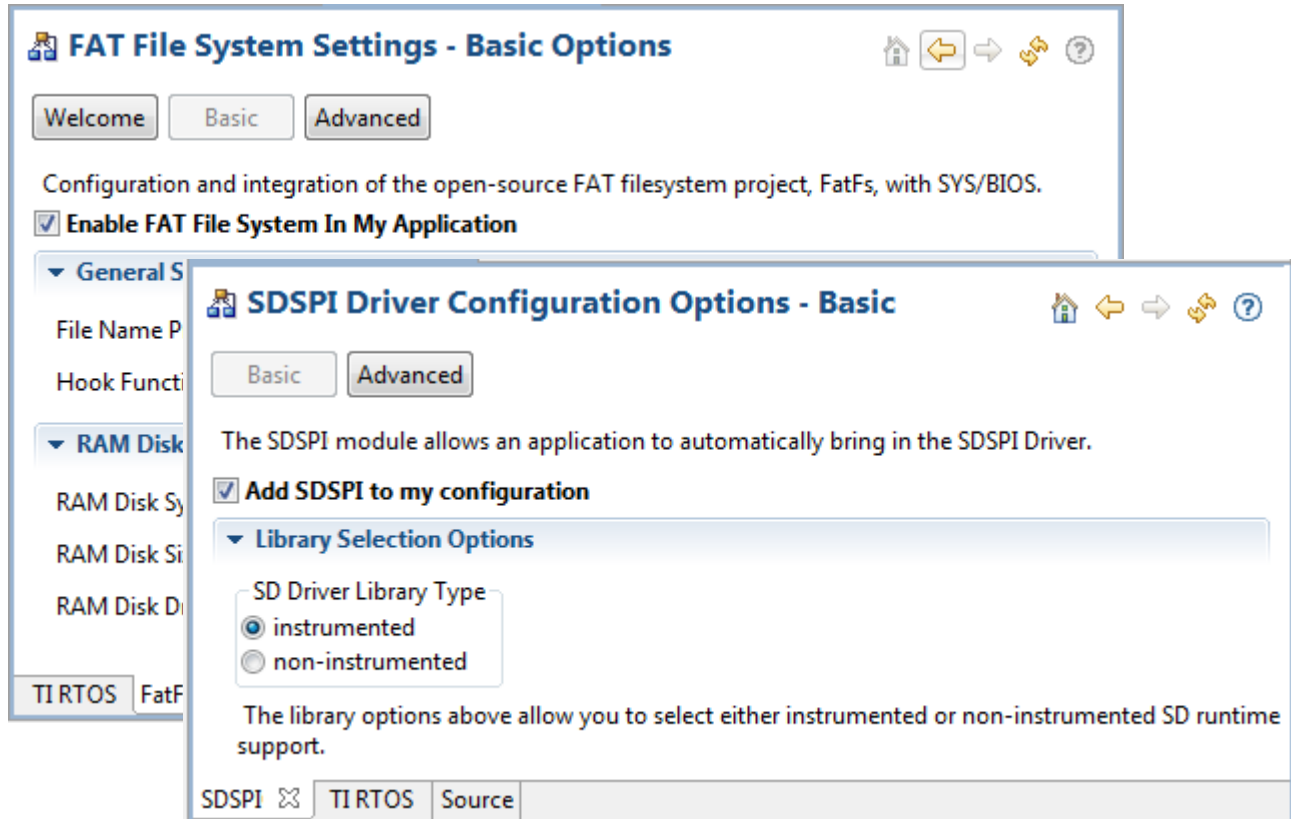 FAT File System Settings - Basic Options
Welcome Basic Advanced
Configuration and integration of the open-source FAT filesystem project, FatFs, with SYS/BIOS.
Enable FAT File System In My Application
General S
File Name P
Hook Functi
RAM Disk
RAM Disk Sy
RAM Disk Si
RAM Disk Dr
TI RTOS FatF
SDSPI Driver Configuration Options - Basic
Basic Advanced
The SDSPI module allows an application to automatically bring in the SDSPI Driver.
Add SDSPI to my configuration
Library Selection Options
SD Driver Library Type
instrumented
non-instrumented
The library options above allow you to select either instrumented or non-instrumented SD runtime
support.
SDSPI TI RTOS Source